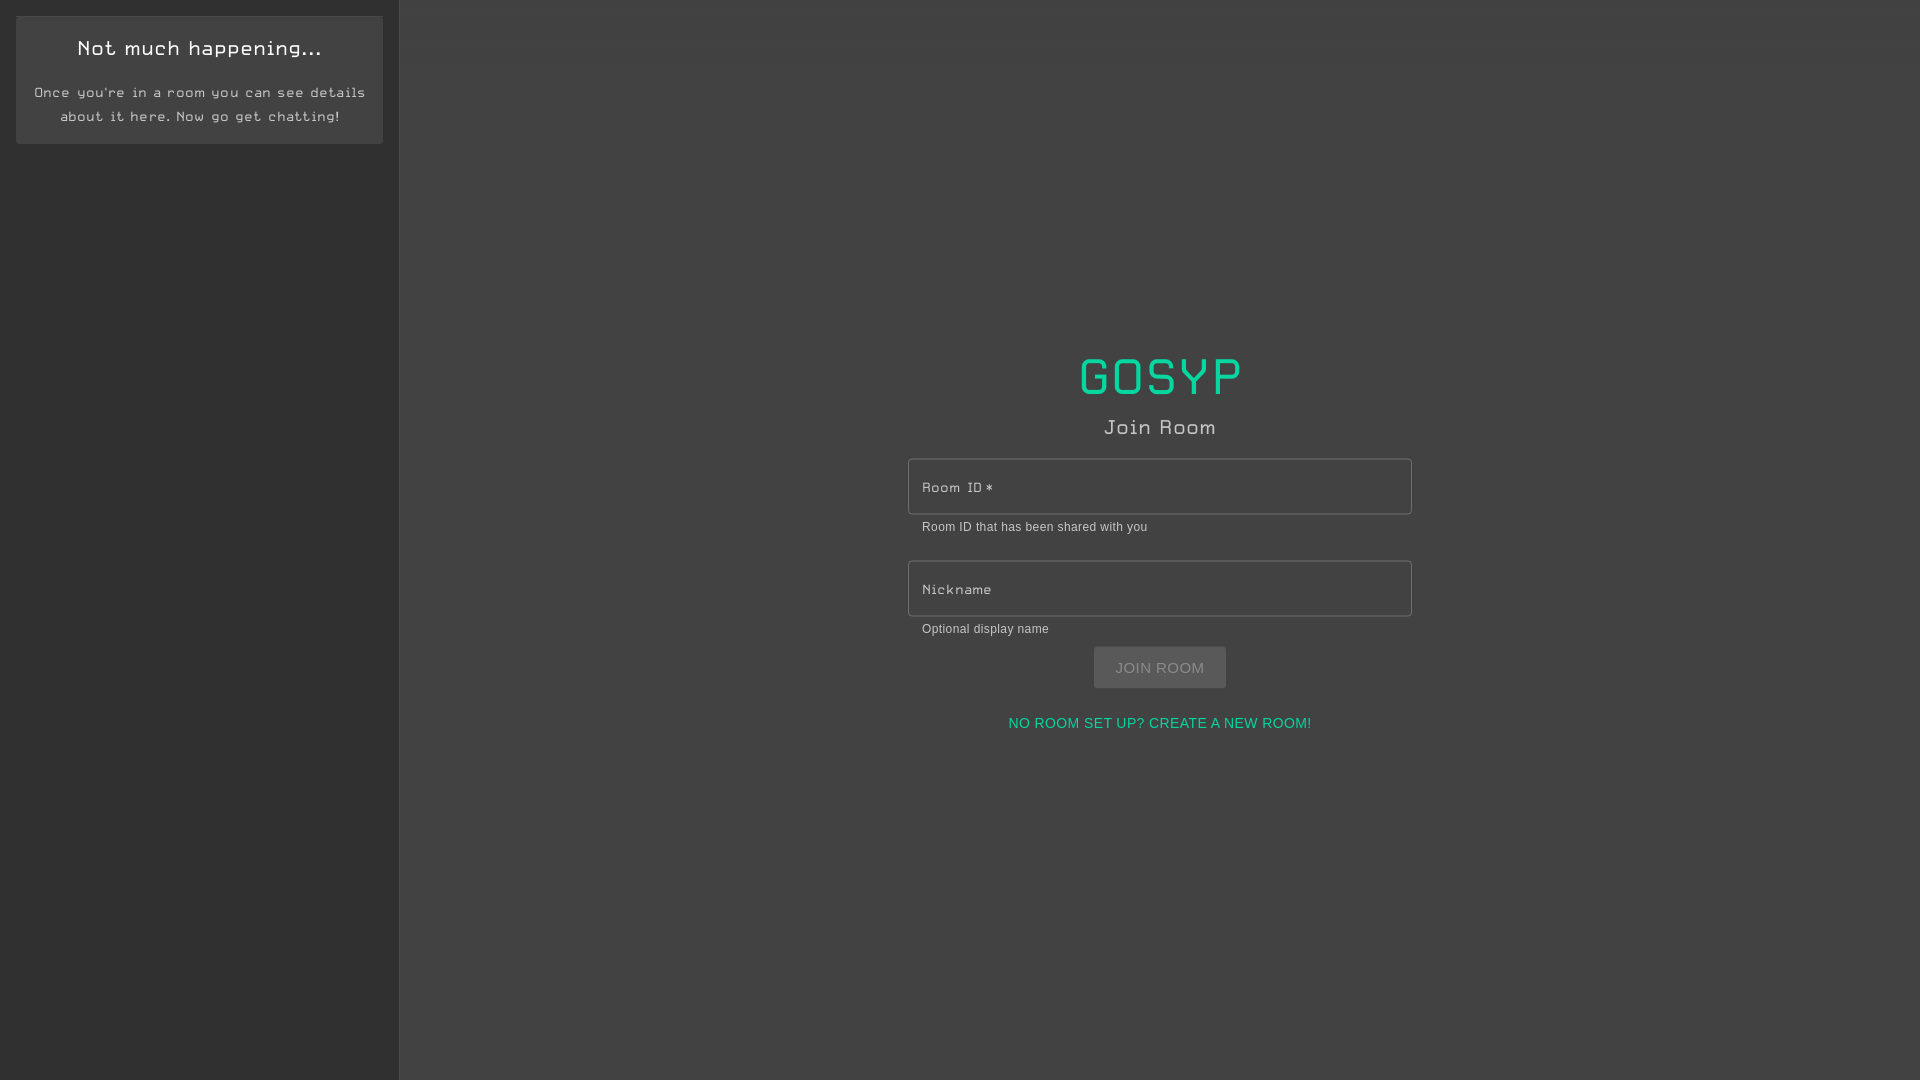 Not much happening...
Once you're in a room you can see details
about it here. Now go get chatting!
GOSYP
Join Room
Room ID *
Room ID that has been shared with you
Nickname
Optional display name
JOIN ROOM
NO ROOM SET UP? CREATE A NEW ROOM!